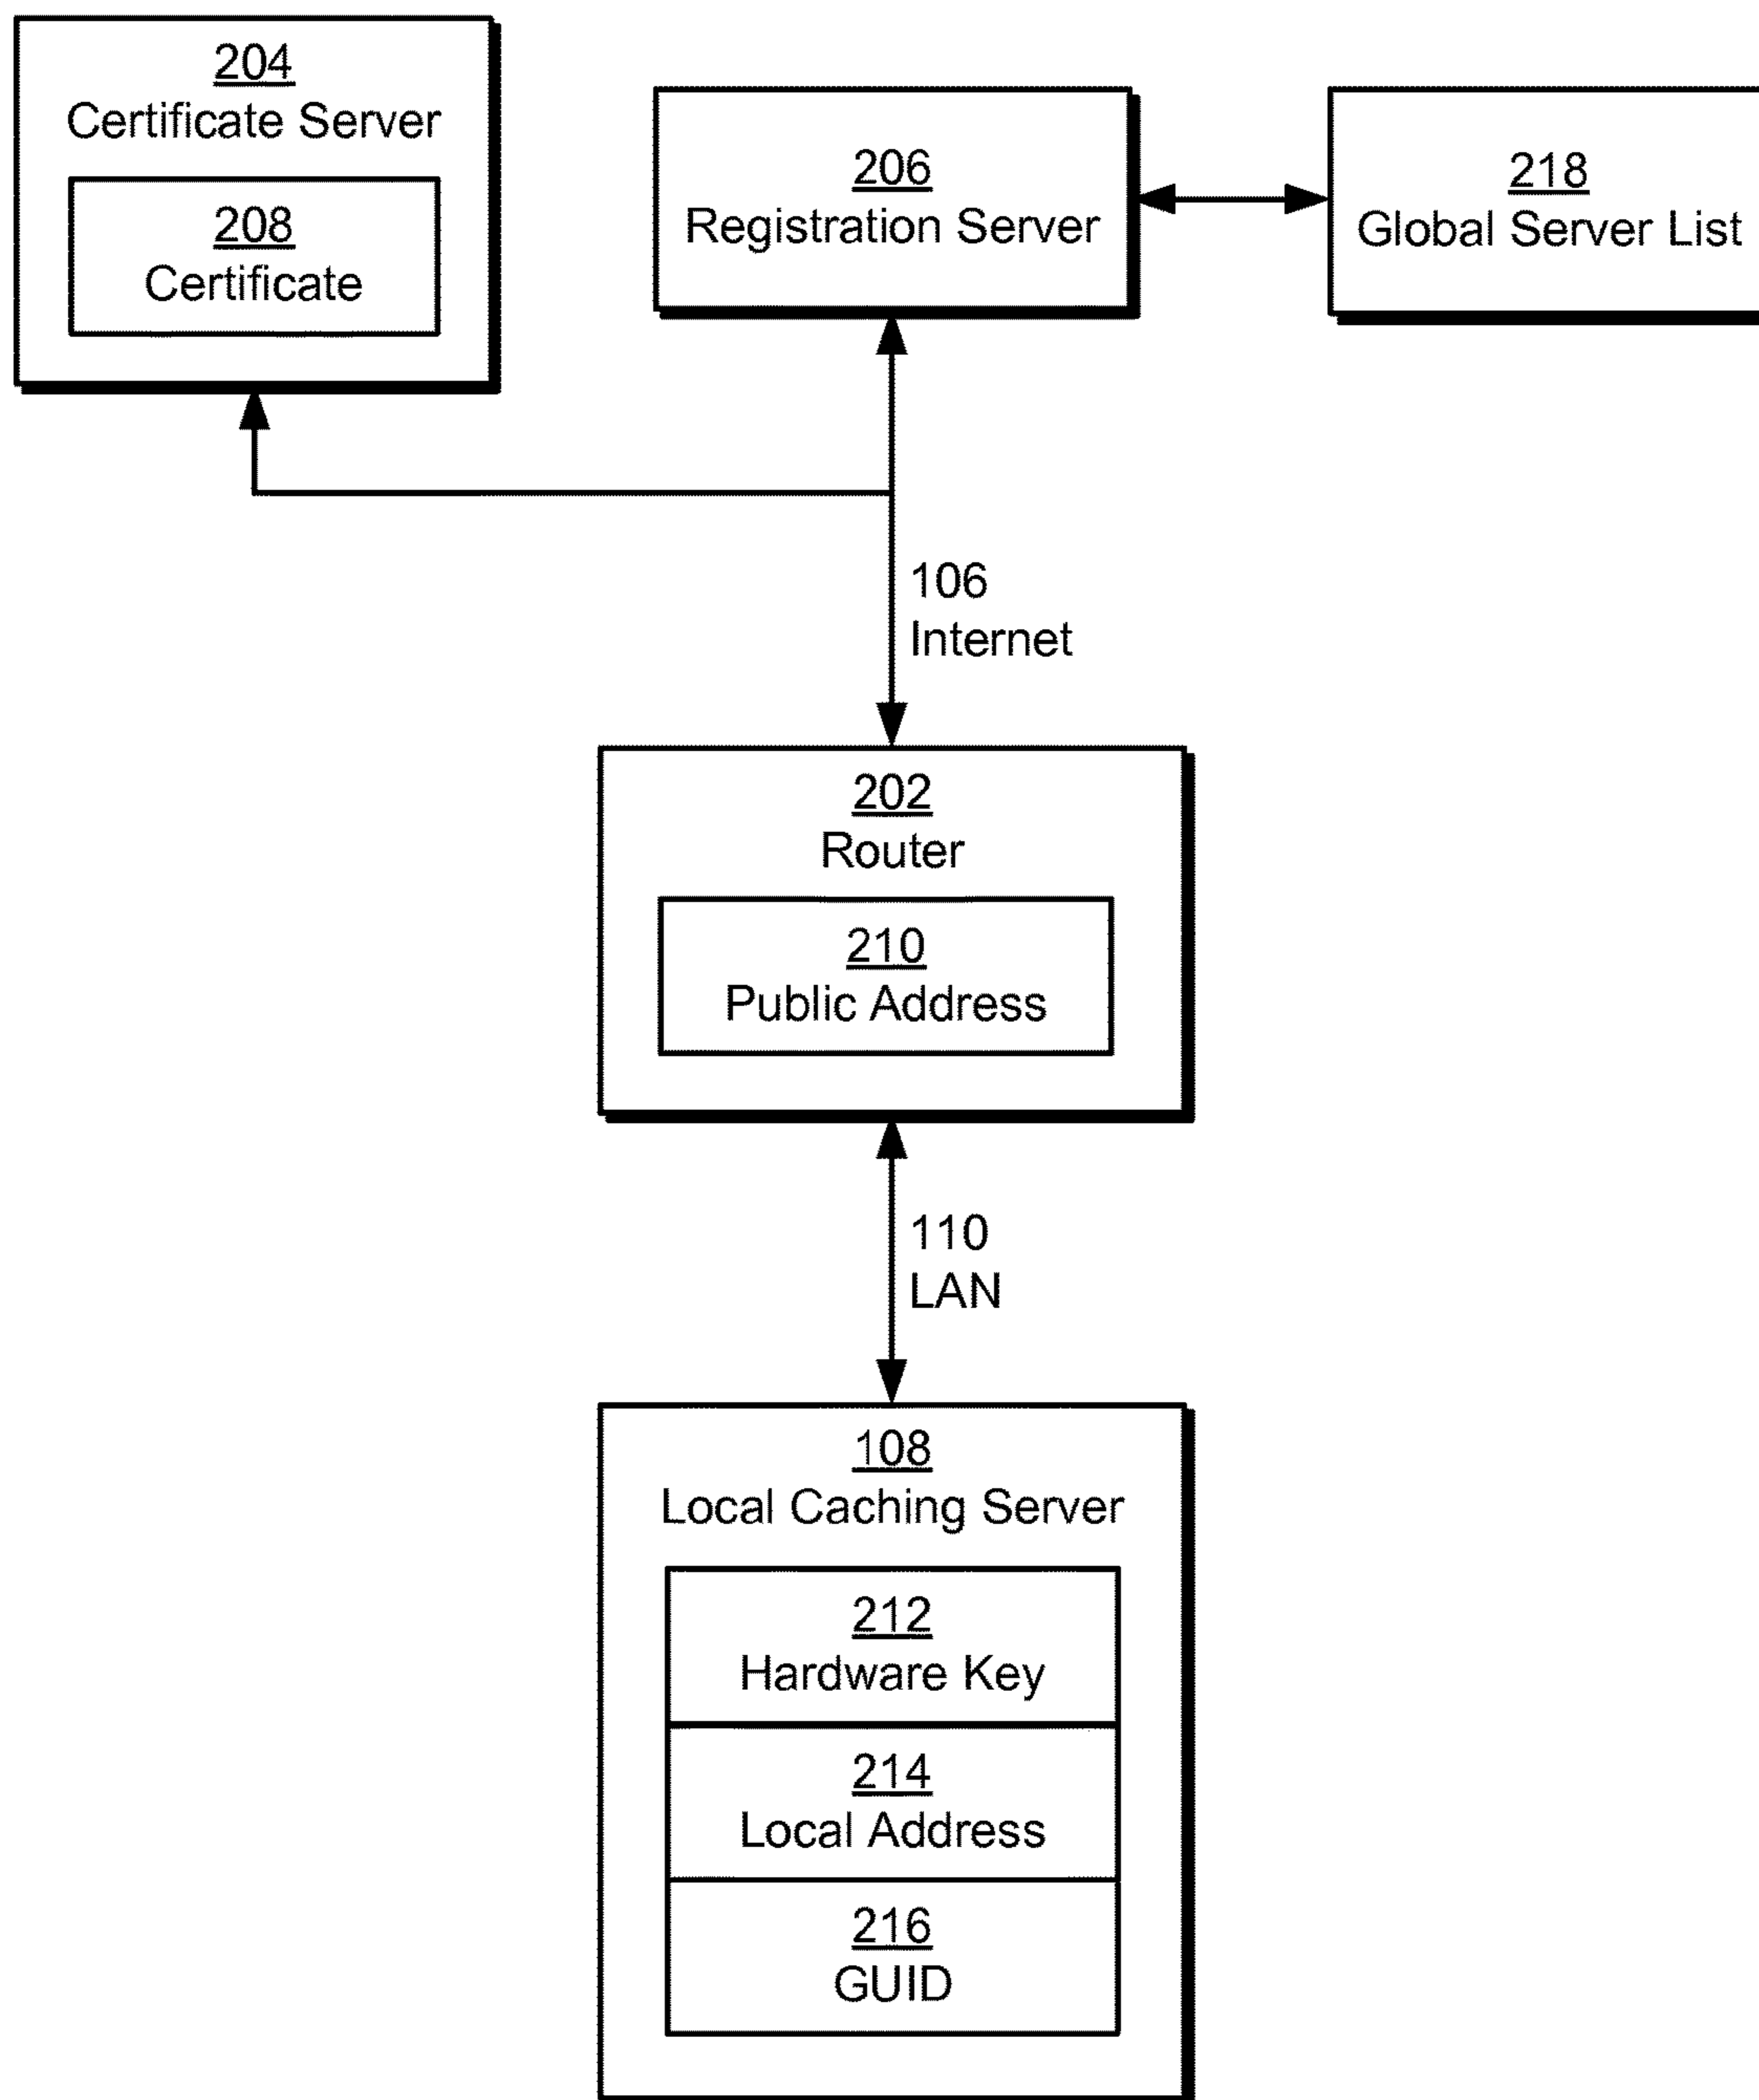 204
Certificate Server
208
Certificate
206
Registration Server
218
Global Server List
106
Internet
202
Router
210
Public Address
110
LAN
108
Local Caching Server
212
Hardware Key
214
Local Address
216
GUID